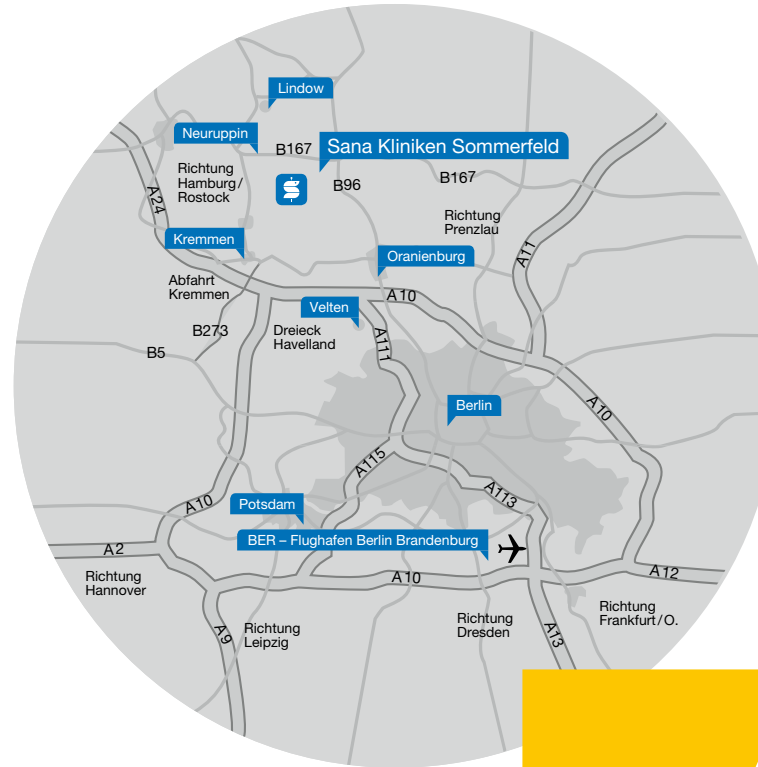 Lindow
Neuruppin
B167
Sana Kliniken Sommerfeld
Richtung
Hamburg/
Rostock
B96
B167
A24
Richtung
Prenzlau
Kremmen
Oranienburg
A11
Abfahrt
Kremmen
A10
Velten
B273
Dreieck
Havelland
A111
B5
Berlin
A10
A115
A113
A10
Potsdam
BER – Flughafen Berlin Brandenburg
A2
A10
A12
Richtung
Hannover
Richtung
Frankfurt/O.
Richtung
Dresden
A9
Richtung
Leipzig
A13